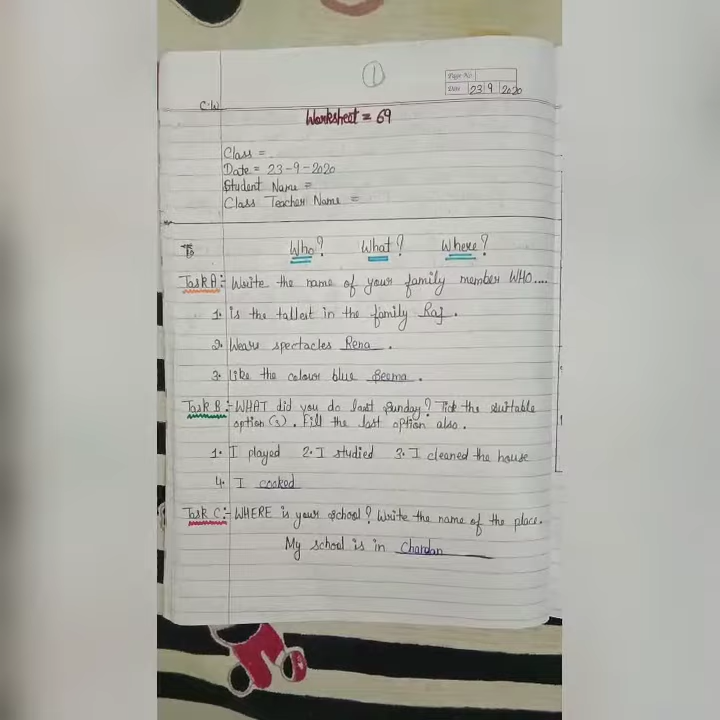 1
Page No
Date 23 9 2020
C.W
Worksheet = 69
Class =
Date = 23-9-2020
Student Name =
Class Teacher Name =
Who? What? Where?
Task A:- Write the name of your family member WHO....
1. is the tallest in the family Raj.
2. Wears spectacles Rena.
3. Like the colour blue Seema.
Task B:- WHAT did you do last Sunday? Tick the suitable
option (s). Fill the last option also.
1. I played 2. I studied 3. I cleaned the house
4. I cooked
Task C:- WHERE is your school? Write the name of the place.
My school is in